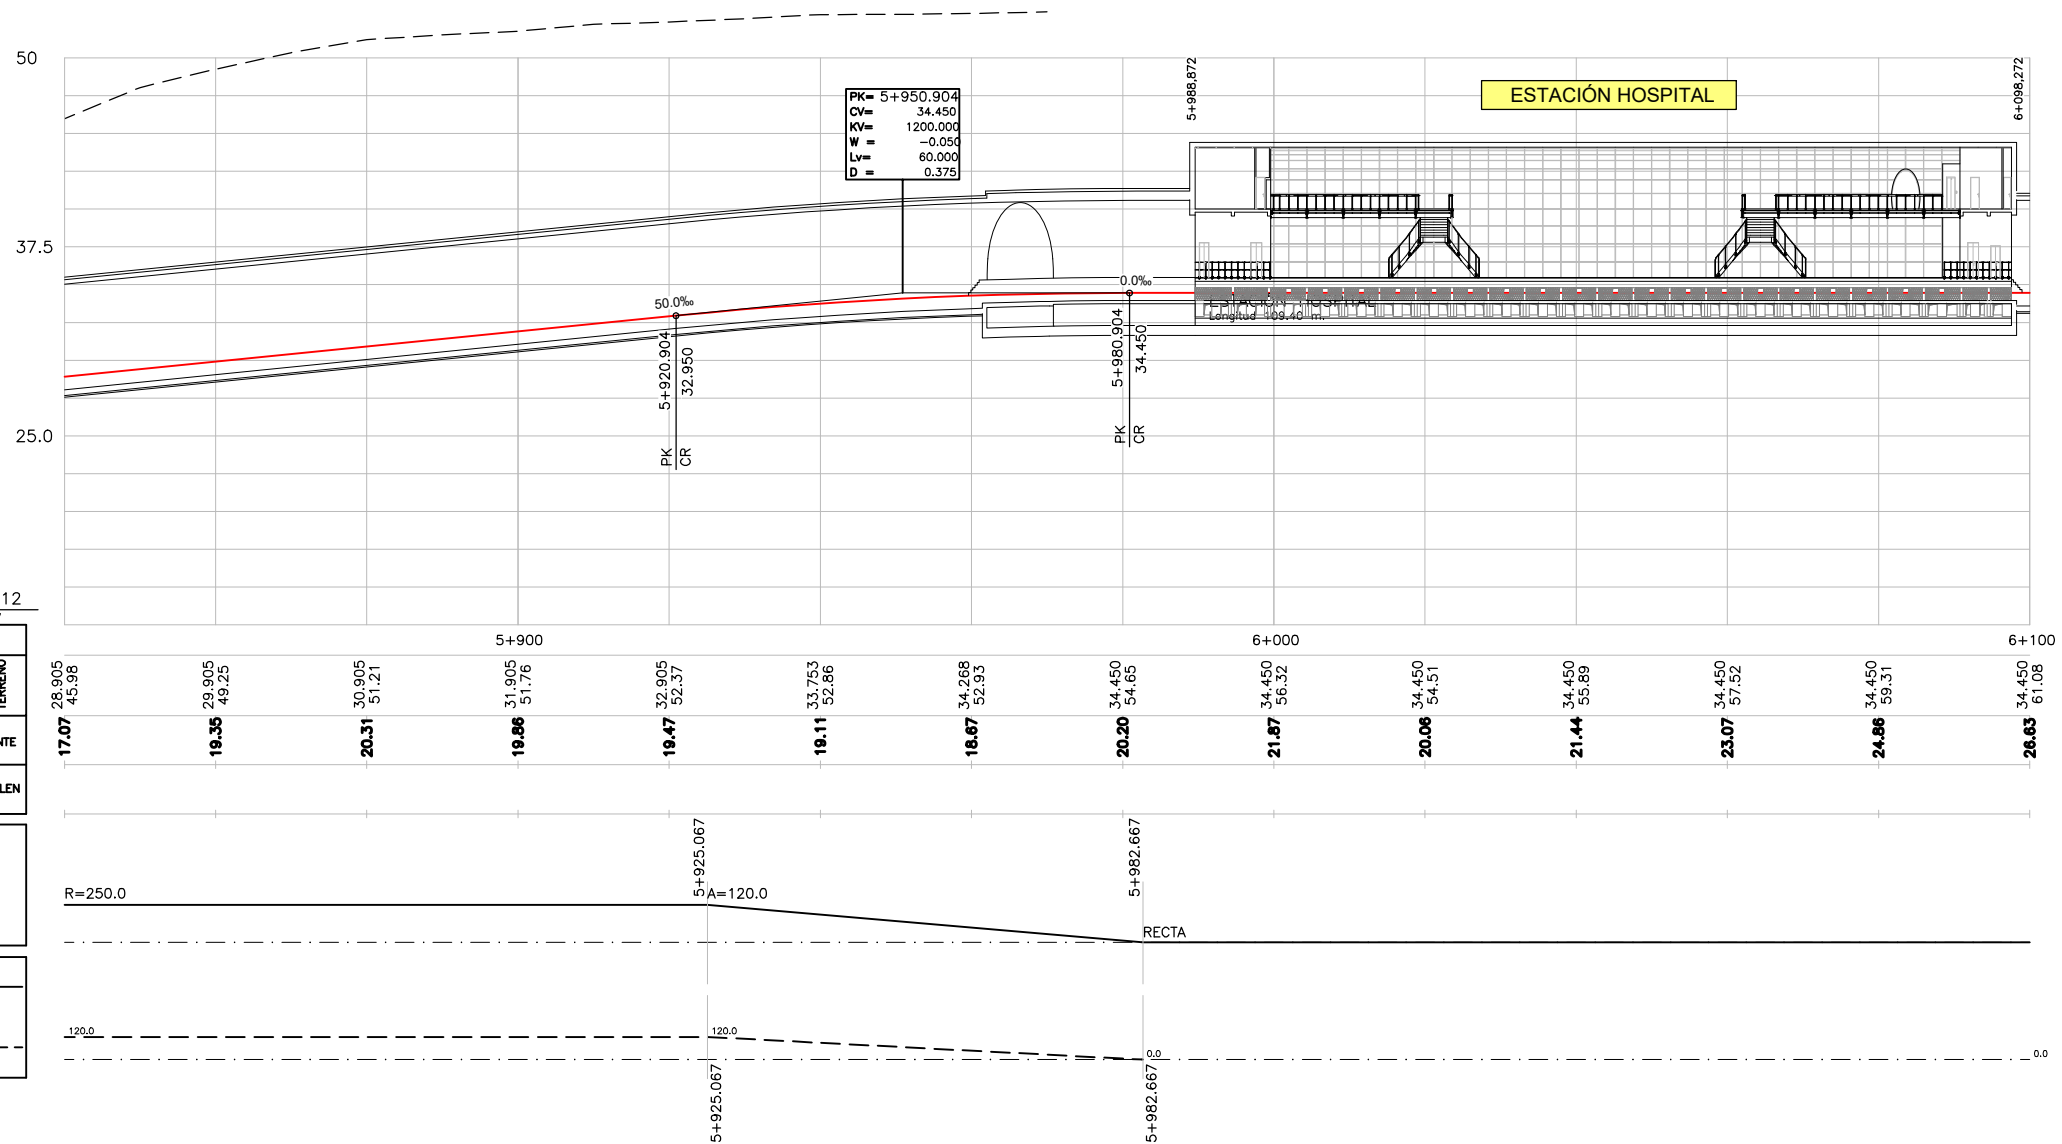 50
37.5
25.0
12
PK= 5+950.904
CV= 34.450
KV= 1200.000
W = -0.050
Lv= 60.000
D = 0.375
5+988,872
ESTACIÓN HOSPITAL
6+098,272
50.0‰
0.0‰
ESTACION HOSPITAL
Longitud 109.40 m.
PK 5+920.904
CR 32.950
PK 5+980.904
CR 34.450
5+900
6+000
6+100
TERRENO
28.905 29.905 30.905 31.905 32.905 33.753 34.268 34.450 34.450 34.450 34.450 34.450 34.450 34.450
45.98 49.25 51.21 51.76 52.37 52.86 52.93 54.65 56.32 54.51 55.89 57.52 59.31 61.08
NTE
17.07 19.35 20.31 19.86 19.47 19.11 18.67 20.20 21.87 20.06 21.44 23.07 24.86 26.63
LEN
5+925.067
5+982.667
R=250.0
A=120.0
RECTA
120.0
120.0
0.0
0.0
5+925.067
5+982.667